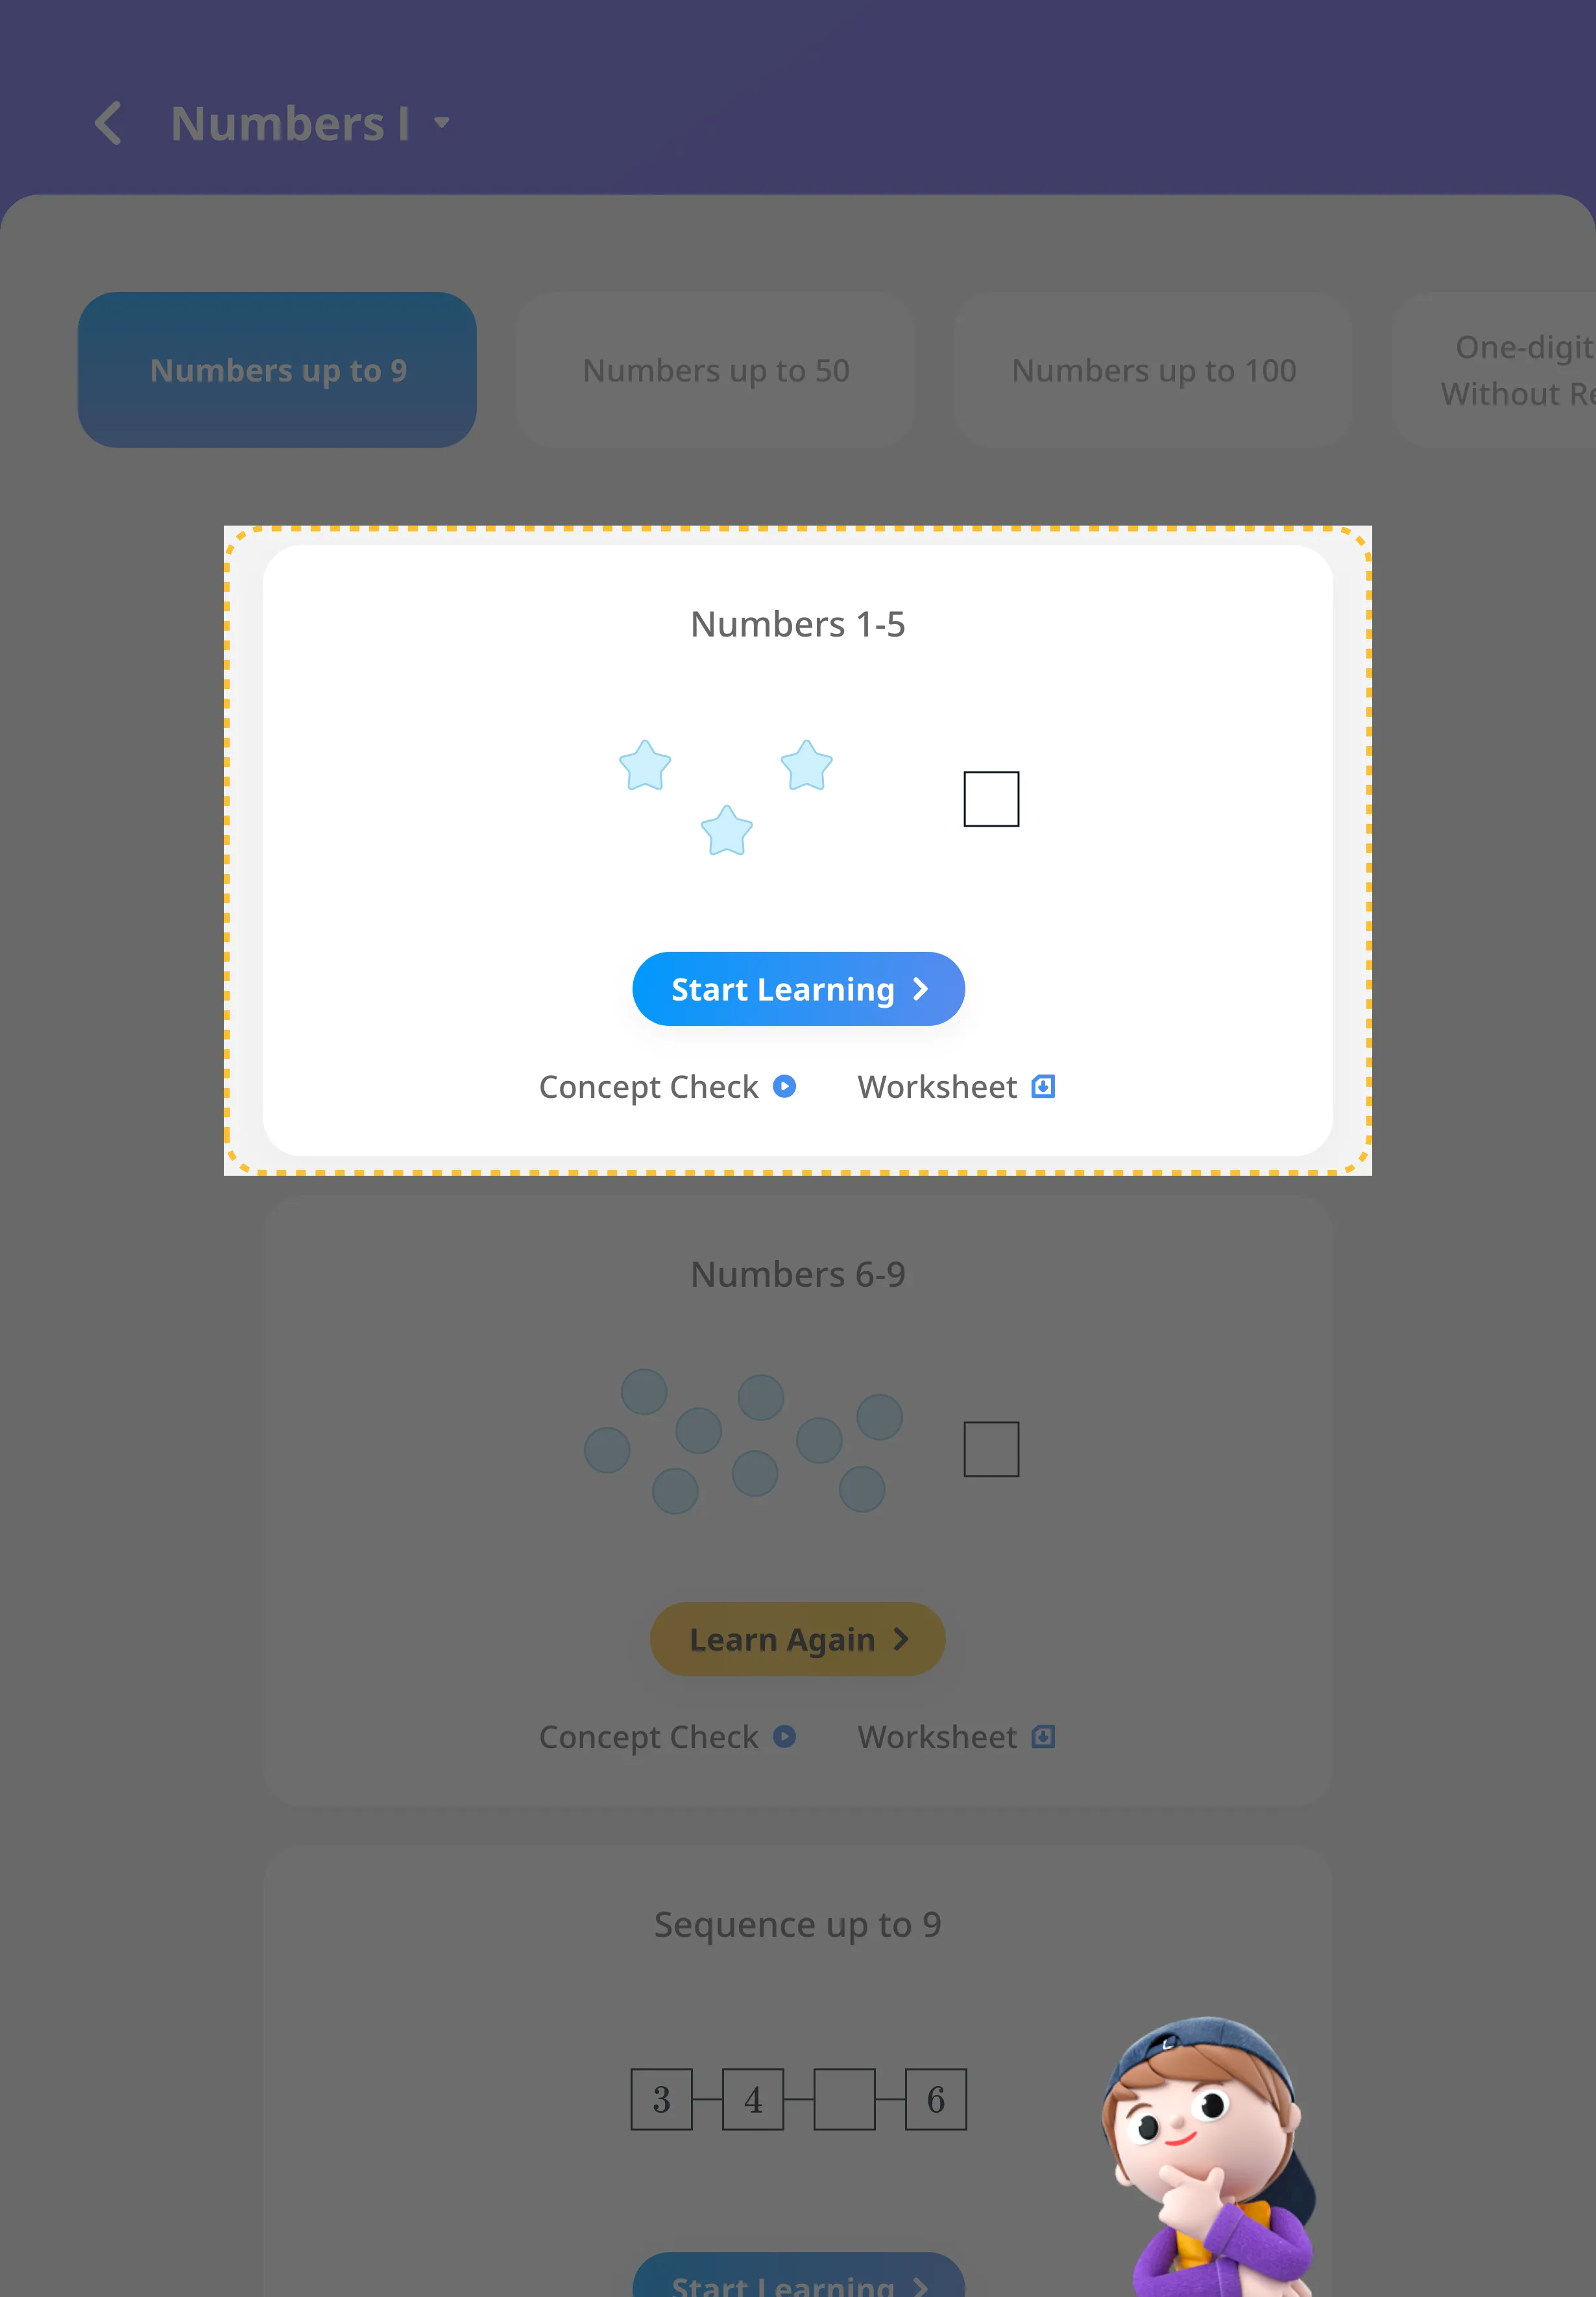 Numbers I
Numbers up to 9
Numbers up to 50
Numbers up to 100
One-digit
Without
Numbers 1-5
Start Learning
Concept Check
Worksheet
Numbers 6-9
Learn Again
Concept Check
Worksheet
Sequence up to 9
3 4 6
Start Learning